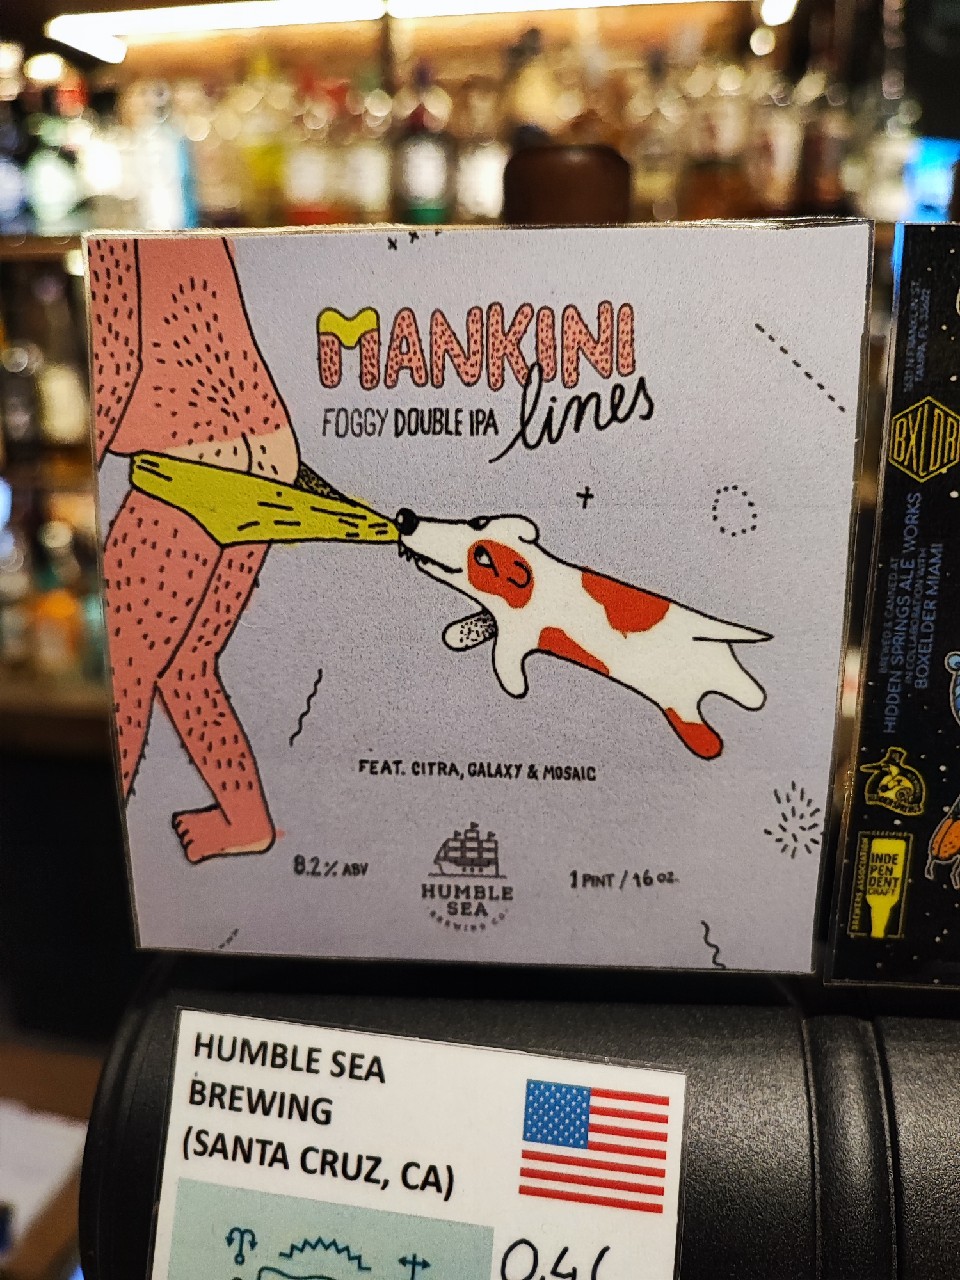 MANKINI
FOGGY DOUBLE IPA lines
FEAT. CITRA, GALAXY & MOSAIC
8.2% ABV
HUMBLE
SEA
BREWING CO.
1 PINT / 16 OZ.
BXLDR
BREWED & CANNED AT
HIDDEN SPRINGS ALE WORKS
IN COLLABORATION WITH
BOXELDER MIAMI
BREWERS ASSOCIATION
INDE
PEN
DENT
CRAFT
HUMBLE SEA
BREWING
(SANTA CRUZ, CA)